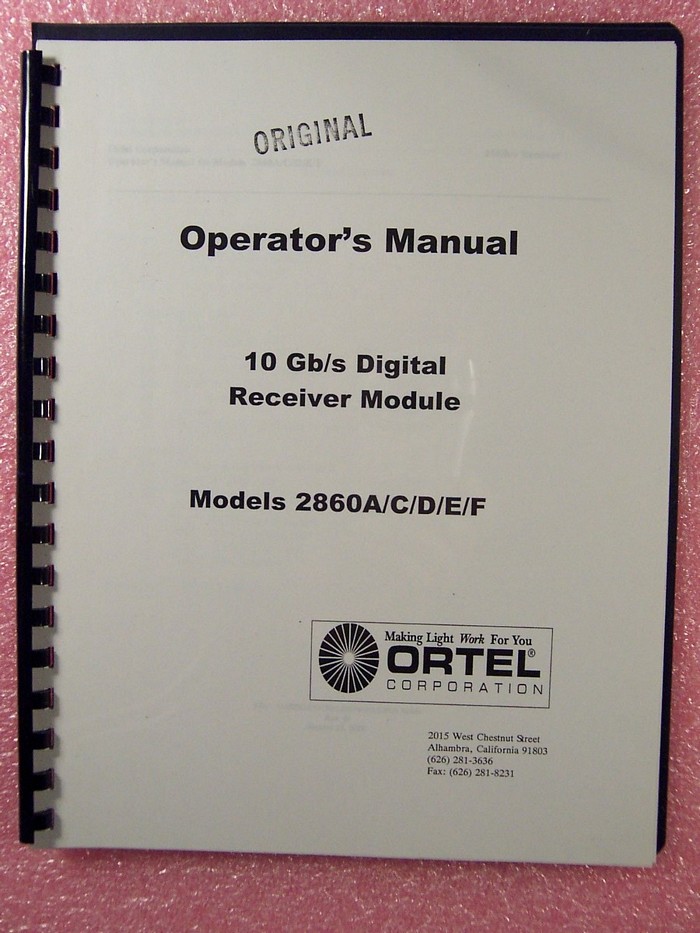 ORIGINAL
Operator's Manual
10 Gb/s Digital
Receiver Module
Models 2860A/C/D/E/F
Making Light Work For You
ORTEL®
CORPORATION
2015 West Chestnut Street
Alhambra, California 91803
(626) 281-3636
Fax: (626) 281-8231